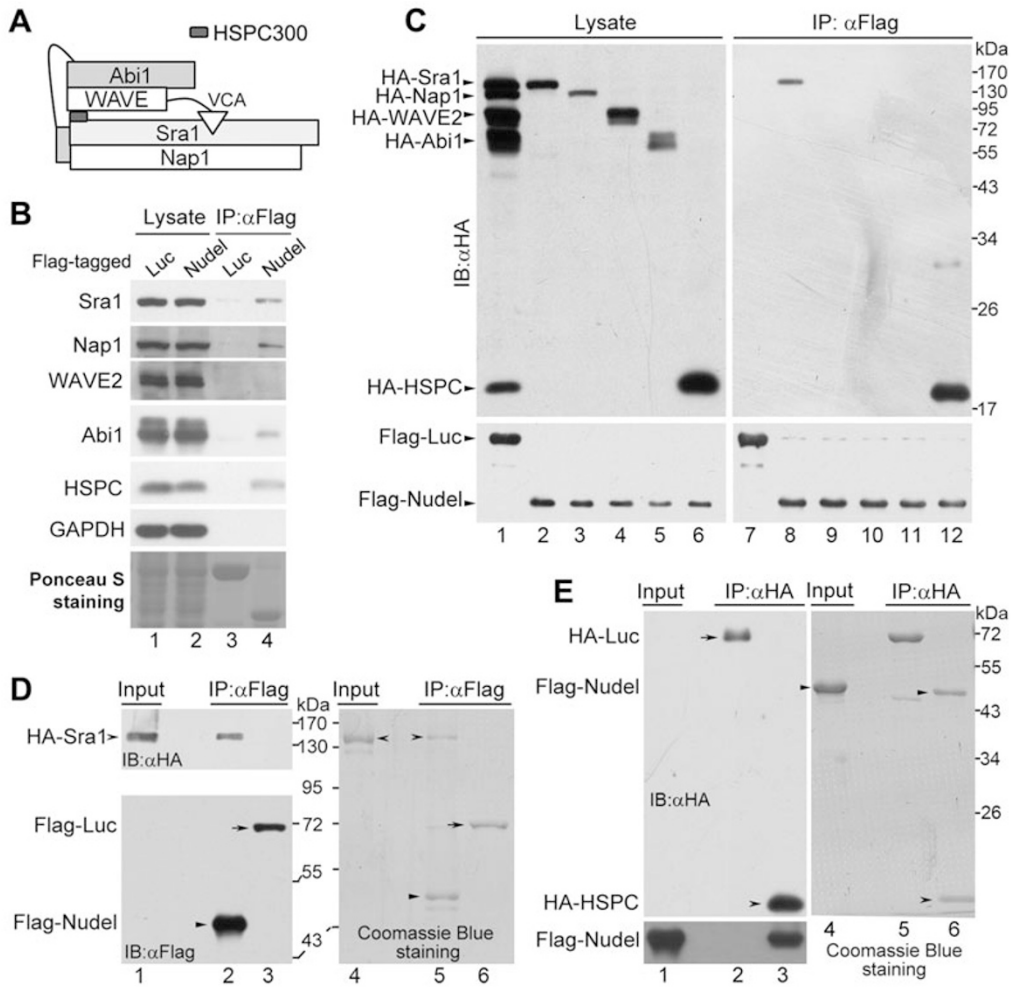 A
HSPC300
Abi1
WAVE
VCA
Sra1
Nap1
B
Lysate IP:αFlag
Flag-tagged Luc Nudel Luc Nudel
Sra1
Nap1
WAVE2
Abi1
HSPC
GAPDH
Ponceau S
staining
1 2 3 4
C
Lysate IP: αFlag
kDa
HA-Sra1
HA-Nap1
HA-WAVE2
HA-Abi1
IB:αHA
HA-HSPC
-170
-130
-95
-72
-55
-43
-34
-26
-17
Flag-Luc
Flag-Nudel
1 2 3 4 5 6 7 8 9 10 11 12
D
Input IP:αFlag kDa Input IP:αFlag
HA-Sra1
IB:αHA
170
130
95
72
55
43
Flag-Luc
Flag-Nudel
IB:αFlag
Coomassie Blue
staining
1 2 3 4 5 6
E
Input IP:αHA Input IP:αHA
kDa
HA-Luc
Flag-Nudel
IB:αHA
HA-HSPC
Flag-Nudel
-72
-55
-43
-34
-26
1 2 3 4 5 6
Coomassie Blue
staining